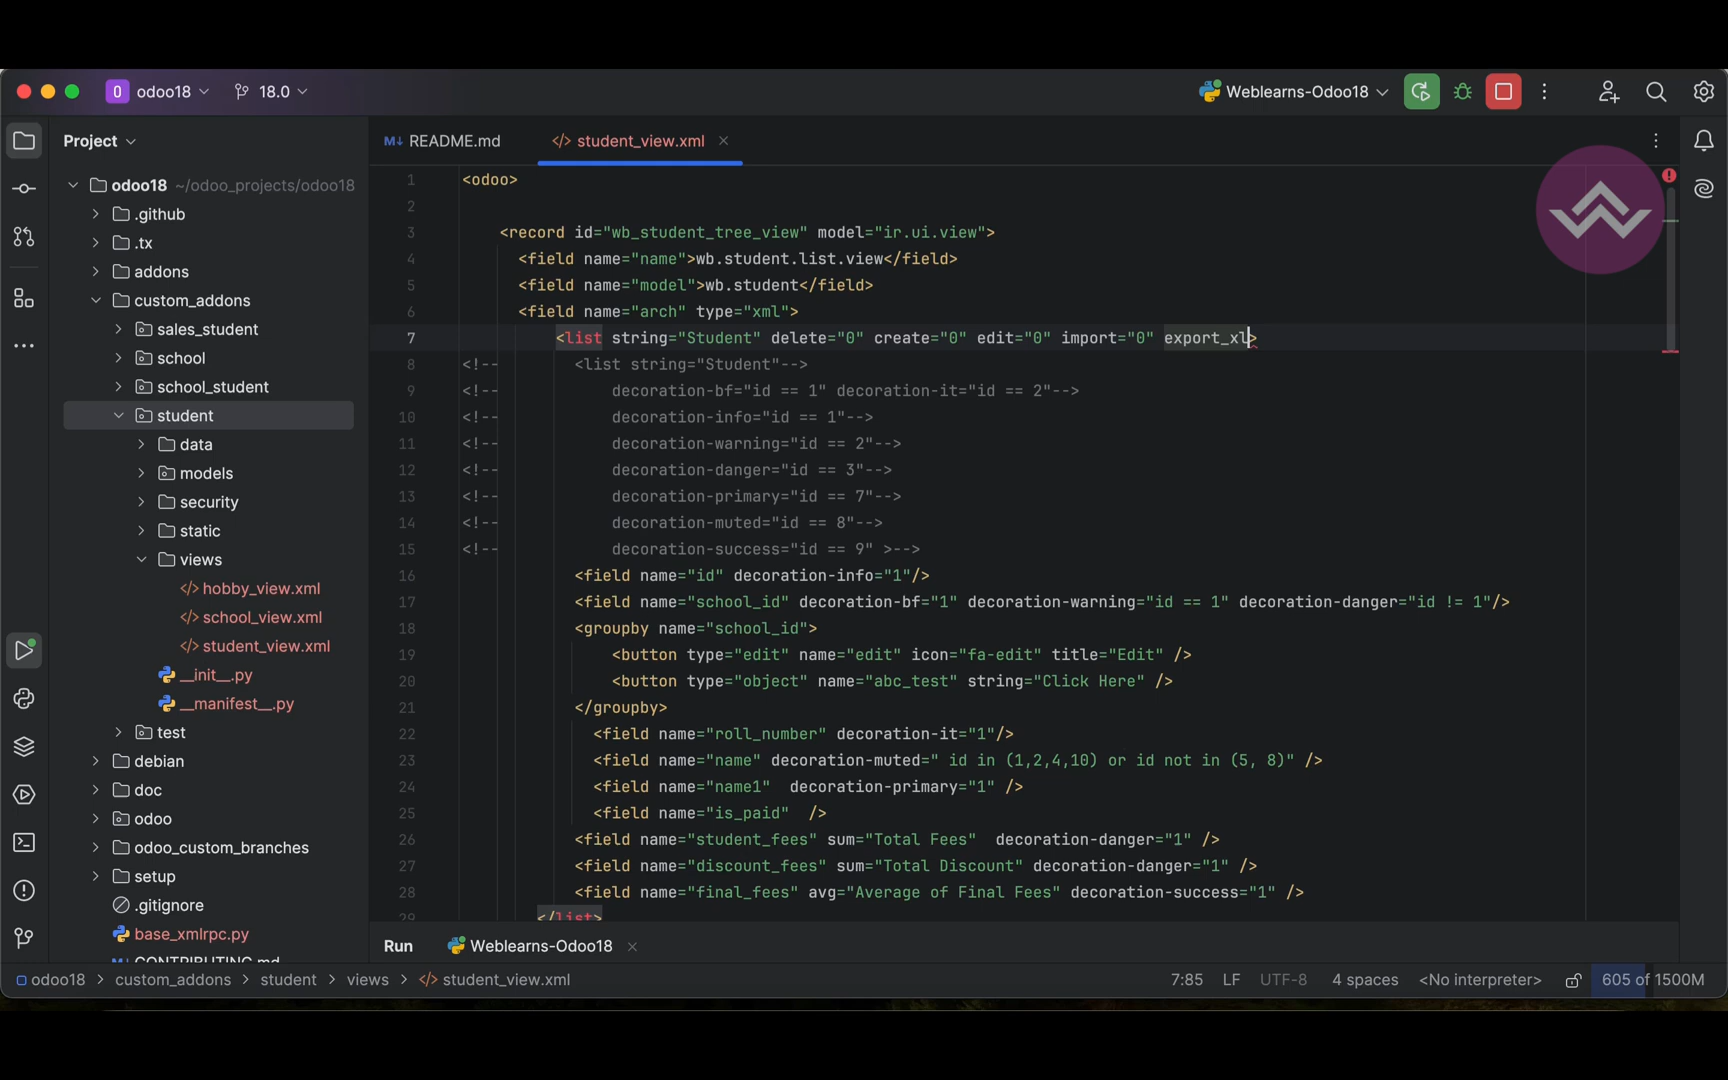 odoo18
18.0
Weblearns-Odoo18
Project
README.md
student_view.xml
odoo18 ~/odoo_projects/odoo18
.github
.tx
addons
custom_addons
sales_student
school
school_student
student
data
models
security
static
views
hobby_view.xml
school_view.xml
student_view.xml
__init__.py
__manifest__.py
test
debian
doc
odoo
odoo_custom_branches
setup
.gitignore
base_xmlrpc.py
CONTRIBUTING.md
1 <odoo>
2
3 <record id="wb_student_tree_view" model="ir.ui.view">
4 <field name="name">wb.student.list.view</field>
5 <field name="model">wb.student</field>
6 <field name="arch" type="xml">
7 <list string="Student" delete="0" create="0" edit="0" import="0" export_xl>
8 <!-- <list string="Student"-->
9 <!-- decoration-bf="id == 1" decoration-it="id == 2"-->
10 <!-- decoration-info="id == 1"-->
11 <!-- decoration-warning="id == 2"-->
12 <!-- decoration-danger="id == 3"-->
13 <!-- decoration-primary="id == 7"-->
14 <!-- decoration-muted="id == 8"-->
15 <!-- decoration-success="id == 9" >-->
16 <field name="id" decoration-info="1"/>
17 <field name="school_id" decoration-bf="1" decoration-warning="id == 1" decoration-danger="id != 1"/>
18 <groupby name="school_id">
19 <button type="edit" name="edit" icon="fa-edit" title="Edit" />
20 <button type="object" name="abc_test" string="Click Here" />
21 </groupby>
22 <field name="roll_number" decoration-it="1"/>
23 <field name="name" decoration-muted=" id in (1,2,4,10) or id not in (5, 8)" />
24 <field name="name1"  decoration-primary="1" />
25 <field name="is_paid"  />
26 <field name="student_fees" sum="Total Fees"  decoration-danger="1" />
27 <field name="discount_fees" sum="Total Discount" decoration-danger="1" />
28 <field name="final_fees" avg="Average of Final Fees" decoration-success="1" />
29 </list>
Run Weblearns-Odoo18
odoo18 > custom_addons > student > views > student_view.xml
7:85 LF UTF-8 4 spaces <No interpreter> 605 of 1500M